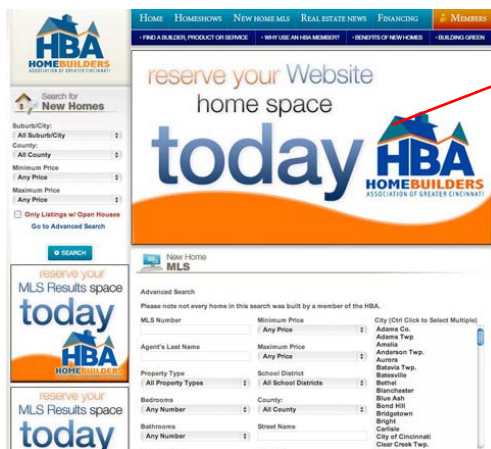 HOME HOMESHOWS NEW HOME MLS REAL ESTATE NEWS FINANCING MEMBERS
• FIND A BUILDER, PRODUCT OR SERVICE • WHY USE AN HBA MEMBER? • BENEFITS OF NEW HOMES • BUILDING GREEN
HBA
HOMEBUILDERS
ASSOCIATION OF GREATER CINCINNATI
Search for
New Homes
Suburb/City:
All Suburb/City
County:
All County
Minimum Price
Any Price
Maximum Price
Any Price
Only Listings w/ Open Houses
Go to Advanced Search
SEARCH
reserve your
MLS Results space
today
HBA
HOMEBUILDERS
reserve your
MLS Results space
today
reserve your Website
home space
today
HBA
HOMEBUILDERS
ASSOCIATION OF GREATER CINCINNATI
New Home
MLS
Advanced Search
Please note not every home in this search was built by a member of the HBA.
MLS Number
Minimum Price
Any Price
Agent's Last Name
Maximum Price
Any Price
Property Type
All Property Types
School District
All School Districts
Bedrooms
Any Number
County:
All County
Bathrooms
Any Number
Street Name
City (Ctrl Click to Select Multiple)
Adams Co.
Adams Twp
Amelia
Anderson Twp.
Aurora
Batavia Twp.
Batesville
Bethel
Blanchester
Blue Ash
Bond Hill
Bridgetown
Bright
Carlisle
City of Cincinnati
Clear Creek Twp.